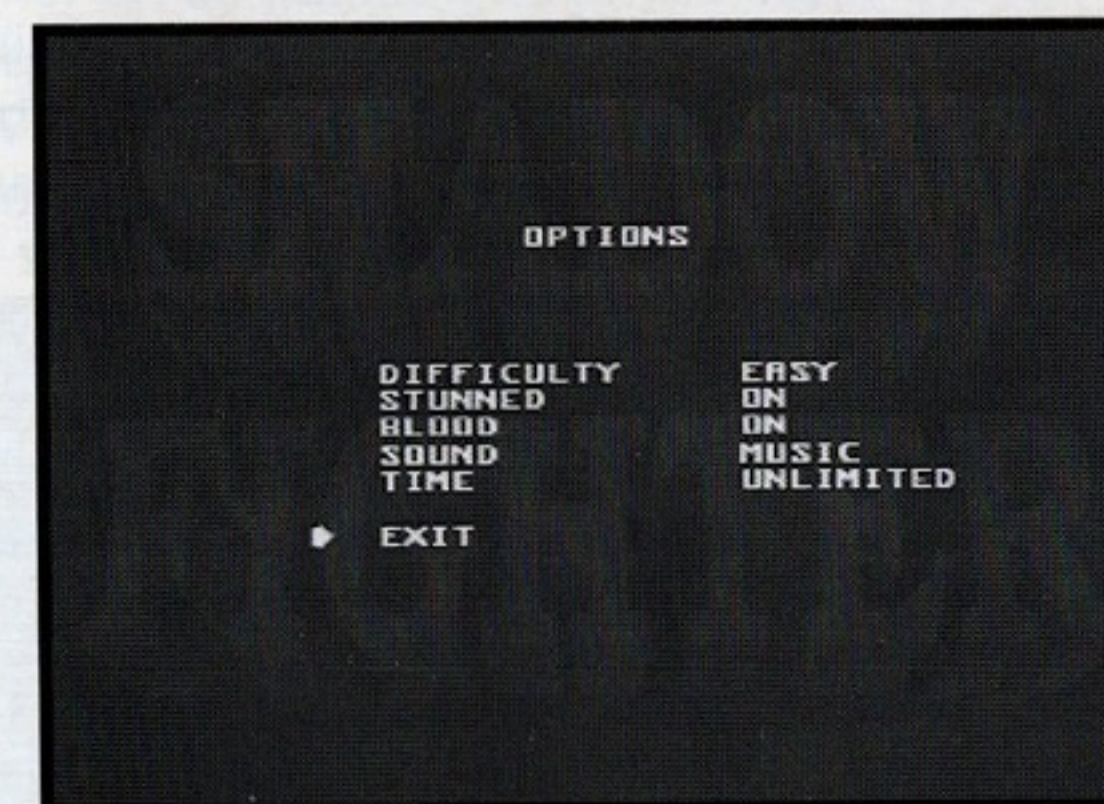 OPTIONS
DIFFICULTY EASY
STUNNED ON
BLOOD ON
SOUND MUSIC
TIME UNLIMITED
EXIT